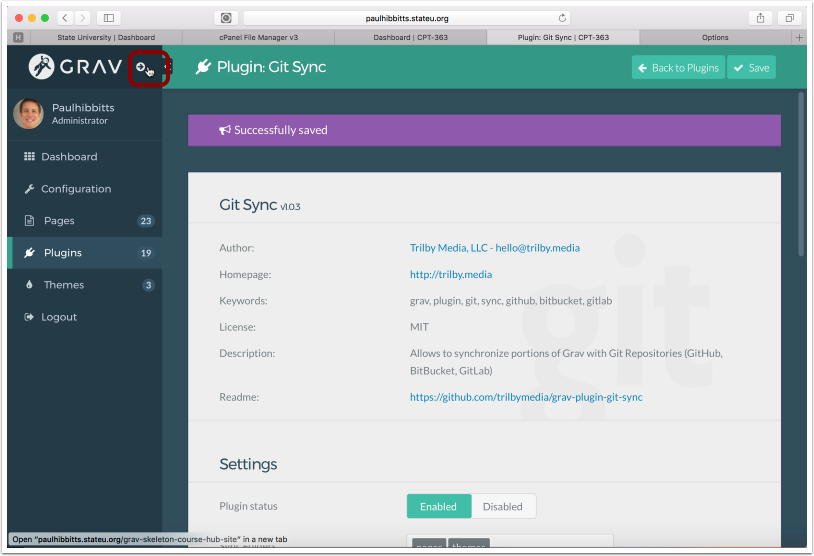 paulhibbitts.stateu.org
H
State University | Dashboard
cPanel File Manager v3
Dashboard | CPT-363
Plugin: Git Sync | CPT-363
Options
GRAV
Plugin: Git Sync
Back to Plugins
Save
Paulhibbitts
Administrator
Dashboard
Configuration
Pages 23
Plugins 19
Themes 3
Logout
Successfully saved
git
Git Sync v1.0.3
Author: Trilby Media, LLC - hello@trilby.media
Homepage: http://trilby.media
Keywords: grav, plugin, git, sync, github, bitbucket, gitlab
License: MIT
Description: Allows to synchronize portions of Grav with Git Repositories (GitHub,
BitBucket, GitLab)
Readme: https://github.com/trilbymedia/grav-plugin-git-sync
Settings
Plugin status Enabled Disabled
Open “paulhibbitts.stateu.org/grav-skeleton-course-hub-site” in a new tab
pages themes